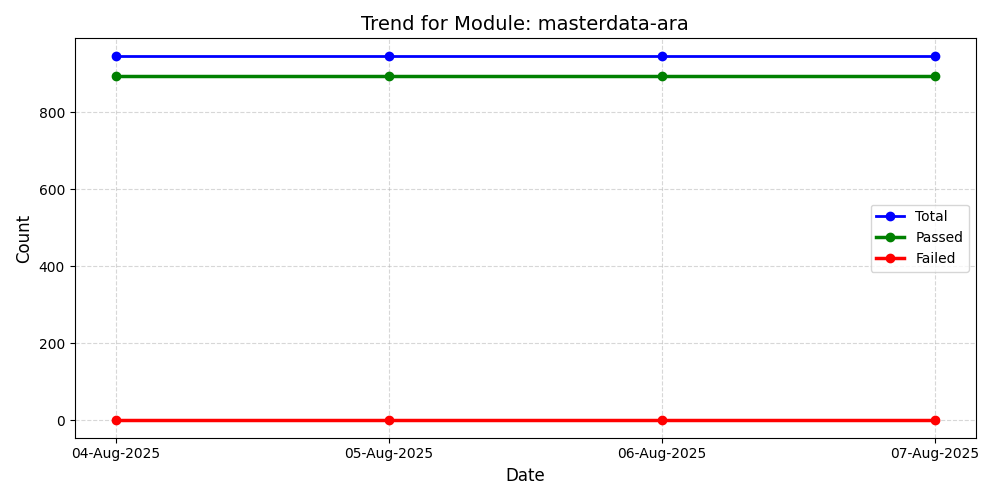 Trend for Module: masterdata-ara
Count
800
600
400
200
0
Total
Passed
Failed
04-Aug-2025
05-Aug-2025
06-Aug-2025
07-Aug-2025
Date